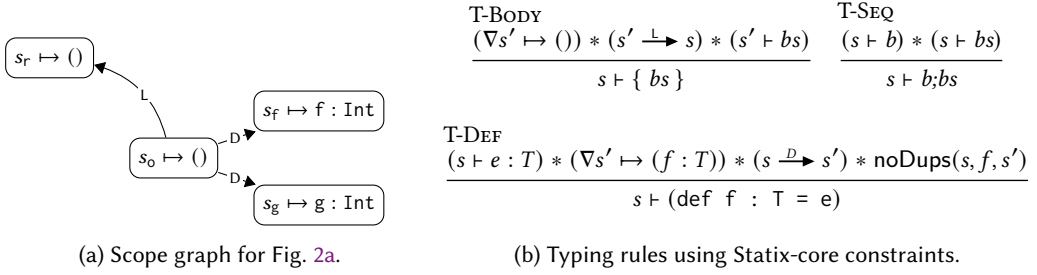 s_r ↦ ()
L
s_o ↦ ()
D
s_f ↦ f : Int
D
s_g ↦ g : Int
(a) Scope graph for Fig. 2a.
T-Body
(∇s′ ↦ ()) ∗ (s′ —L→ s) ∗ (s′ ⊢ bs)
s ⊢ { bs }
T-Seq
(s ⊢ b) ∗ (s ⊢ bs)
s ⊢ b;bs
T-Def
(s ⊢ e : T) ∗ (∇s′ ↦ (f : T)) ∗ (s —D→ s′) ∗ noDups(s, f, s′)
s ⊢ (def f : T = e)
(b) Typing rules using Statix-core constraints.